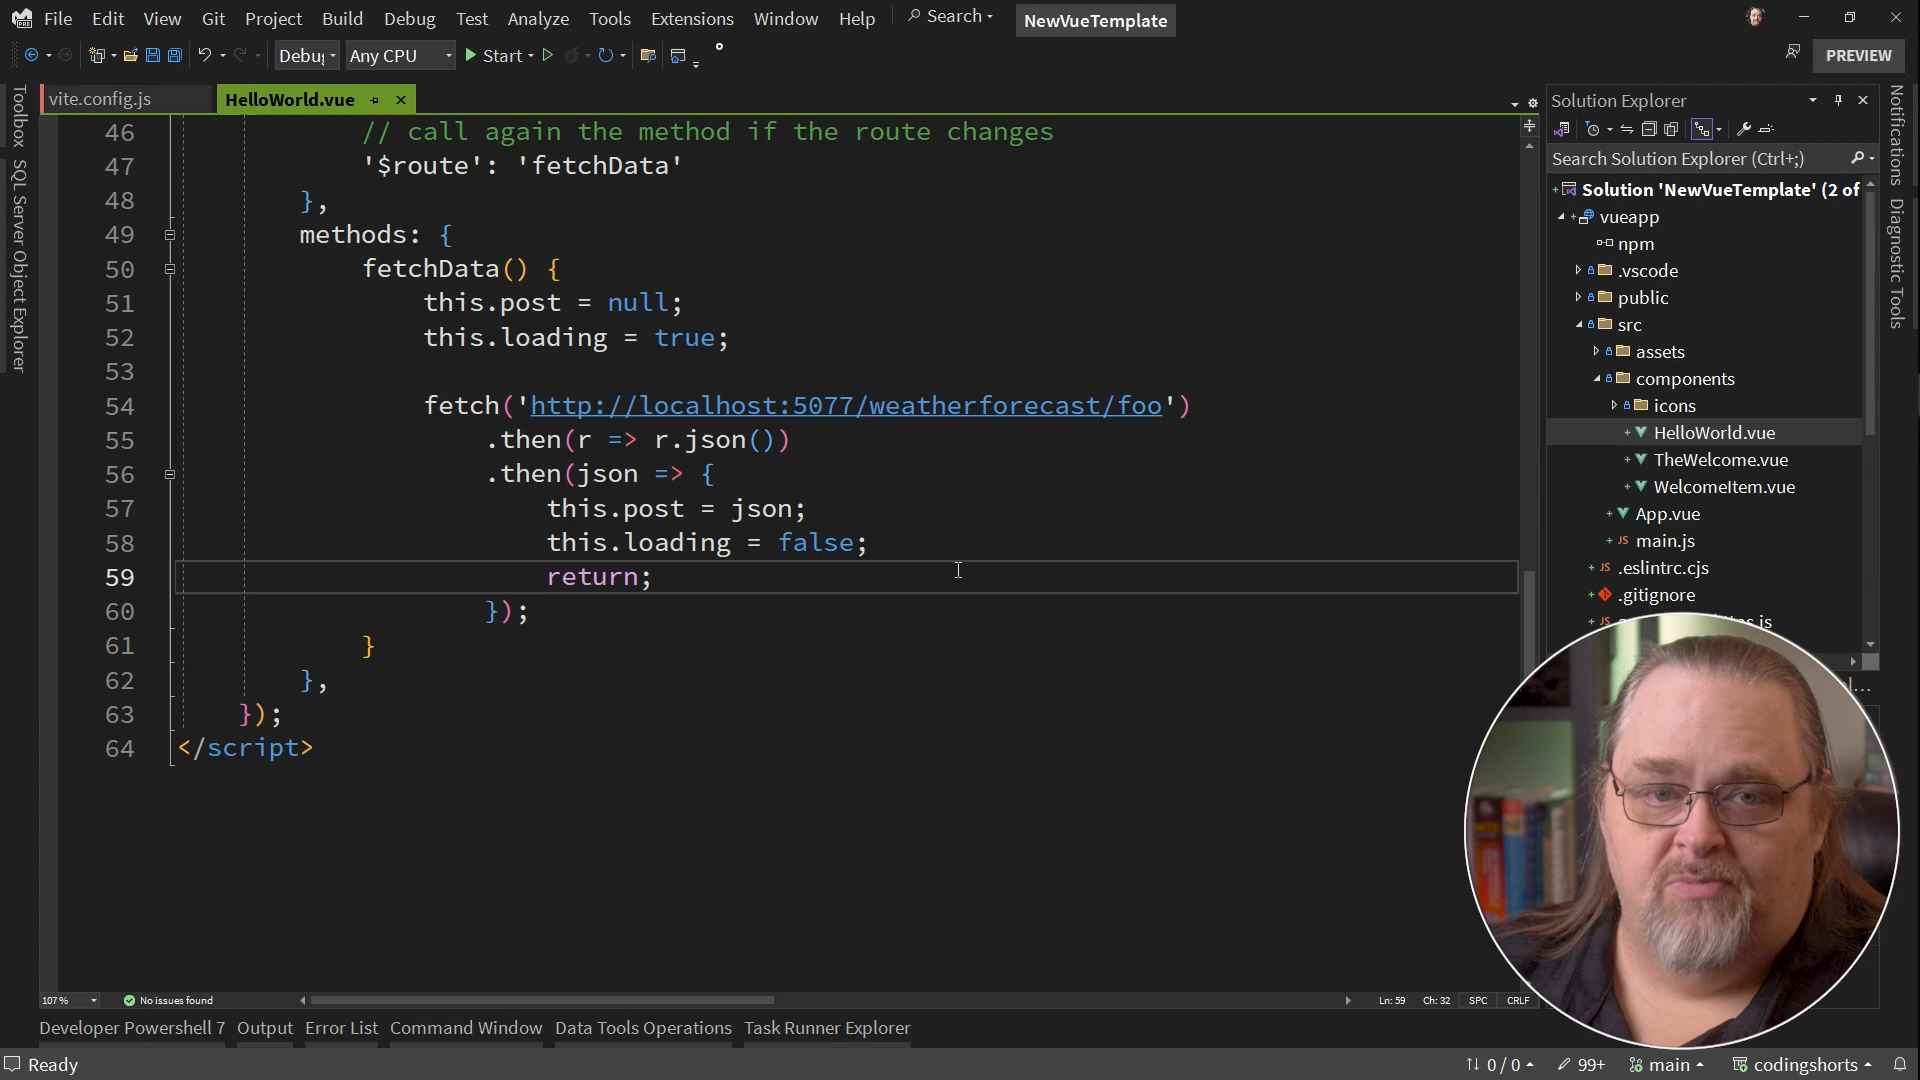 File Edit View Git Project Build Debug Test Analyze Tools Extensions Window Help Search NewVueTemplate
Debug Any CPU Start PREVIEW
vite.config.js HelloWorld.vue
46 // call again the method if the route changes
47 '$route': 'fetchData'
48 },
49 methods: {
50 fetchData() {
51 this.post = null;
52 this.loading = true;
53
54 fetch('http://localhost:5077/weatherforecast/foo')
55 .then(r => r.json())
56 .then(json => {
57 this.post = json;
58 this.loading = false;
59 return;
60 });
61 }
62 },
63 });
64 </script>
Toolbox
SQL Server Object Explorer
Solution Explorer
Search Solution Explorer (Ctrl+;)
Solution 'NewVueTemplate' (2 of
vueapp
npm
.vscode
public
src
assets
components
icons
HelloWorld.vue
TheWelcome.vue
WelcomeItem.vue
App.vue
JS main.js
JS .eslintrc.cjs
.gitignore
JS
Notifications
Diagnostic Tools
107 % No issues found Ln: 59 Ch: 32 SPC CRLF
Developer Powershell 7 Output Error List Command Window Data Tools Operations Task Runner Explorer
Ready 0 / 0 99+ main codingshorts